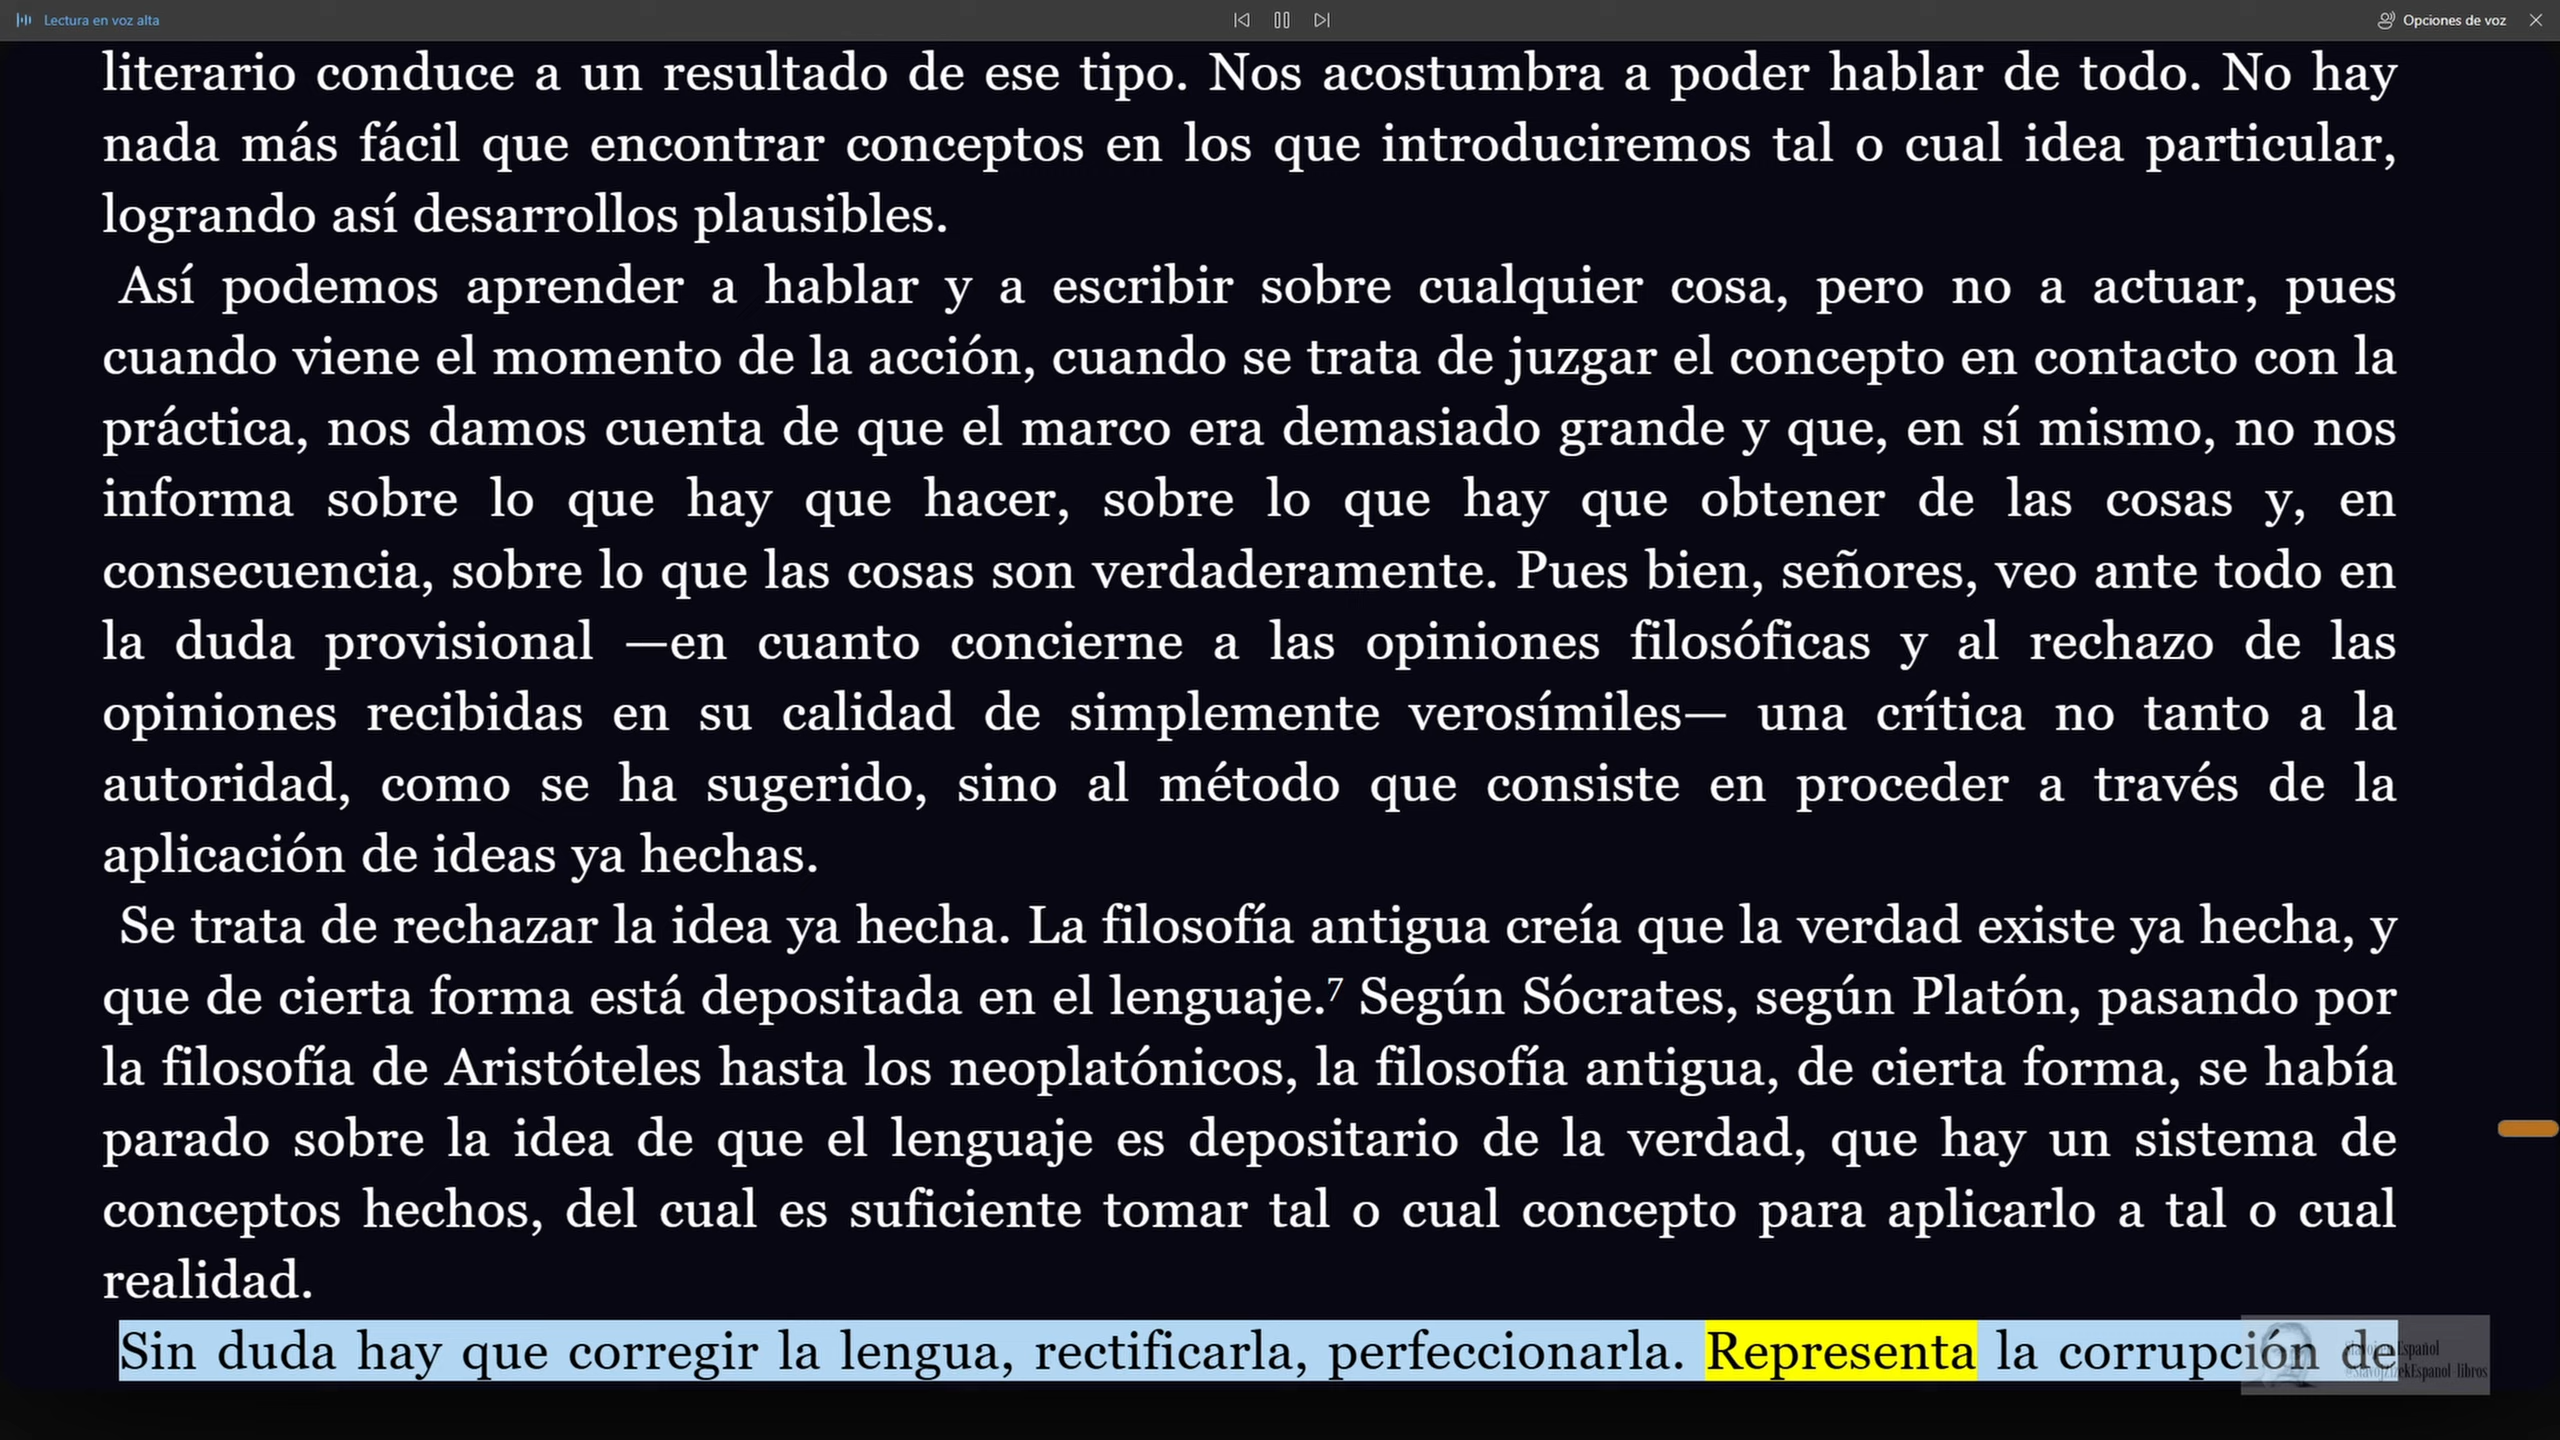 Lectura en voz alta
Opciones de voz
literario conduce a un resultado de ese tipo. Nos acostumbra a poder hablar de todo. No hay
nada más fácil que encontrar conceptos en los que introduciremos tal o cual idea particular,
logrando así desarrollos plausibles.
Así podemos aprender a hablar y a escribir sobre cualquier cosa, pero no a actuar, pues
cuando viene el momento de la acción, cuando se trata de juzgar el concepto en contacto con la
práctica, nos damos cuenta de que el marco era demasiado grande y que, en sí mismo, no nos
informa sobre lo que hay que hacer, sobre lo que hay que obtener de las cosas y, en
consecuencia, sobre lo que las cosas son verdaderamente. Pues bien, señores, veo ante todo en
la duda provisional —en cuanto concierne a las opiniones filosóficas y al rechazo de las
opiniones recibidas en su calidad de simplemente verosímiles— una crítica no tanto a la
autoridad, como se ha sugerido, sino al método que consiste en proceder a través de la
aplicación de ideas ya hechas.
Se trata de rechazar la idea ya hecha. La filosofía antigua creía que la verdad existe ya hecha, y
que de cierta forma está depositada en el lenguaje.⁷ Según Sócrates, según Platón, pasando por
la filosofía de Aristóteles hasta los neoplatónicos, la filosofía antigua, de cierta forma, se había
parado sobre la idea de que el lenguaje es depositario de la verdad, que hay un sistema de
conceptos hechos, del cual es suficiente tomar tal o cual concepto para aplicarlo a tal o cual
realidad.
Sin duda hay que corregir la lengua, rectificarla, perfeccionarla. Representa la corrupción de
Español